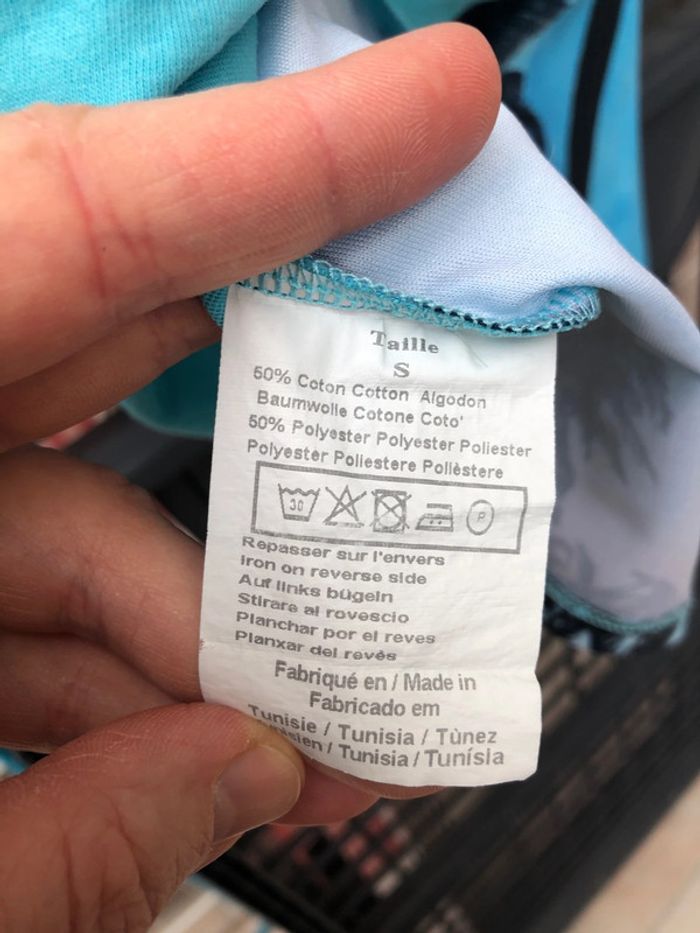 Taille
S
50% Coton Cotton Algodon
Baumwolle Cotone Coto'
50% Polyester Polyester Poliester
Polyester Poliestere Polièstere
30
P
Repasser sur l'envers
Iron on reverse side
Auf links bügeln
Stirare al rovescio
Planchar por el reves
Planxar del revês
Fabriqué en / Made in
Fabricado em
Tunisie / Tunisia / Tùnez
/ Tunisia / Tunísia